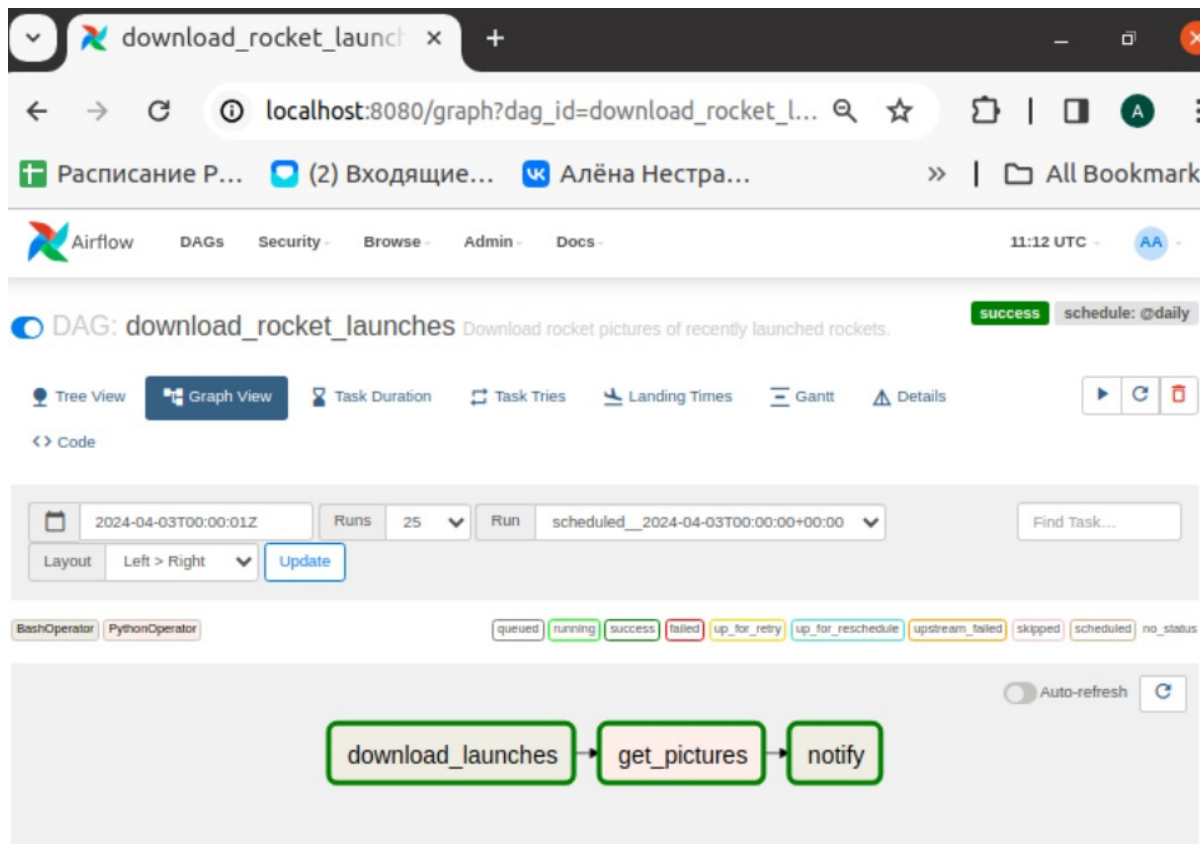 download_rocket_launch
localhost:8080/graph?dag_id=download_rocket_l... A
Расписание Р... (2) Входящие... Алёна Нестра... » All Bookmark
Airflow DAGs Security Browse Admin Docs 11:12 UTC AA
DAG: download_rocket_launches Download rocket pictures of recently launched rockets. success schedule: @daily
Tree View Graph View Task Duration Task Tries Landing Times Gantt Details
<> Code
2024-04-03T00:00:01Z Runs 25 Run scheduled__2024-04-03T00:00:00+00:00 Find Task...
Layout Left > Right Update
BashOperator PythonOperator queued running success failed up_for_retry up_for_reschedule upstream_failed skipped scheduled no_status
Auto-refresh
download_launches get_pictures notify